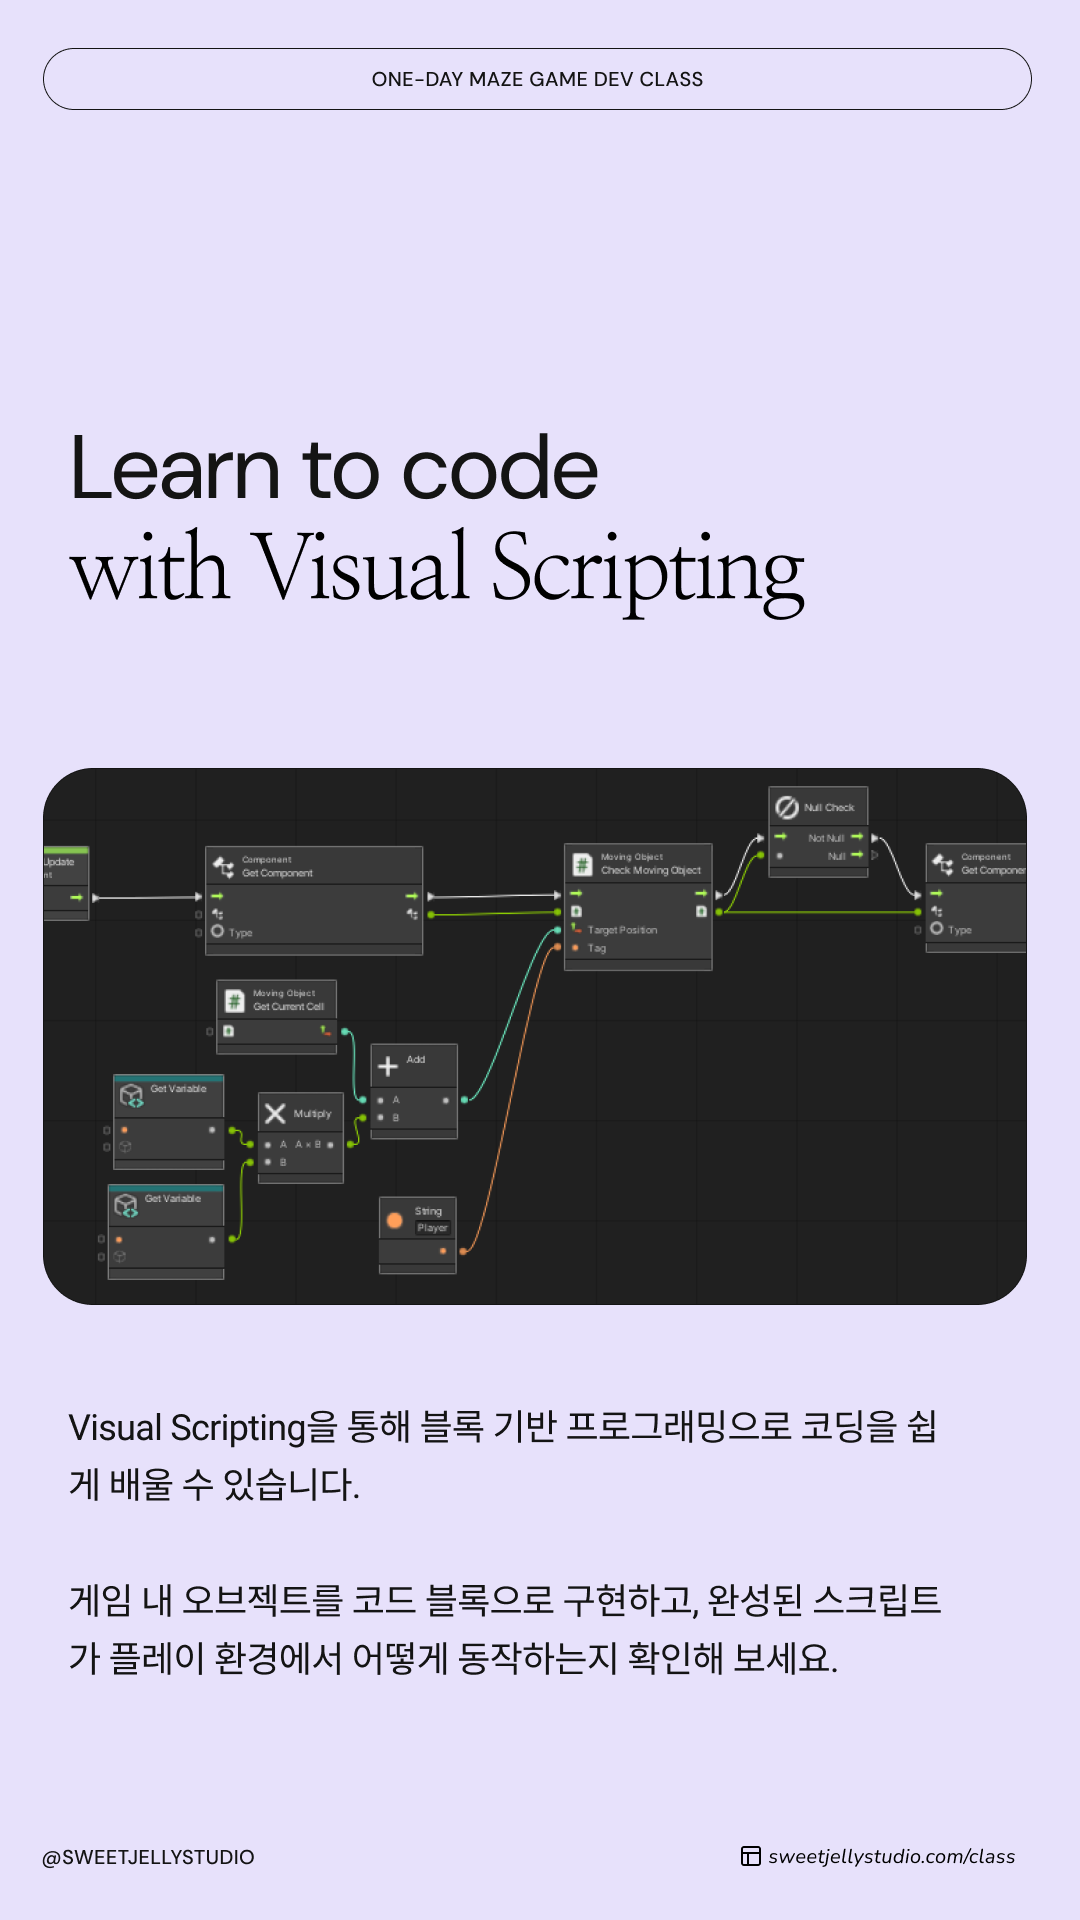 ONE-DAY MAZE GAME DEV CLASS
Learn to code
with Visual Scripting
Null Check
Not Null
Null
Update
nt
Component
Get Component
Type
Moving Object
Check Moving Object
Target Position
Tag
Component
Get Componen
Type
Moving Object
Get Current Cell
Add
A
B
Get Variable
Multiply
A A × B
B
Get Variable
String
Player
Visual Scripting을 통해 블록 기반 프로그래밍으로 코딩을 쉽
게 배울 수 있습니다.
게임 내 오브젝트를 코드 블록으로 구현하고, 완성된 스크립트
가 플레이 환경에서 어떻게 동작하는지 확인해 보세요.
@SWEETJELLYSTUDIO
sweetjellystudio.com/class